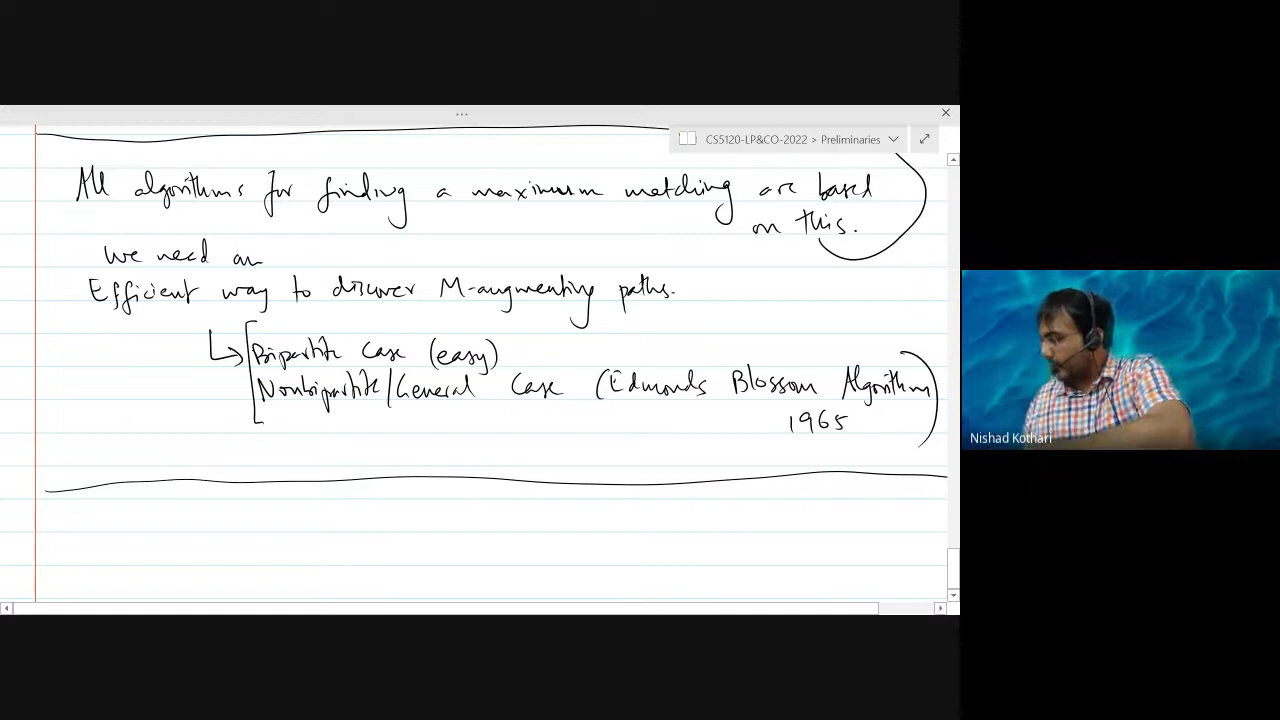 CS5120-LP&CO-2022 > Preliminaries
All algorithms for finding a maximum matching are based
on this.
We need an
Efficient way to discover M-augmenting paths.
Bipartite Case (easy)
Nonbipartite/General Case (Edmonds Blossom Algorithm
1965)
Nishad Kothari